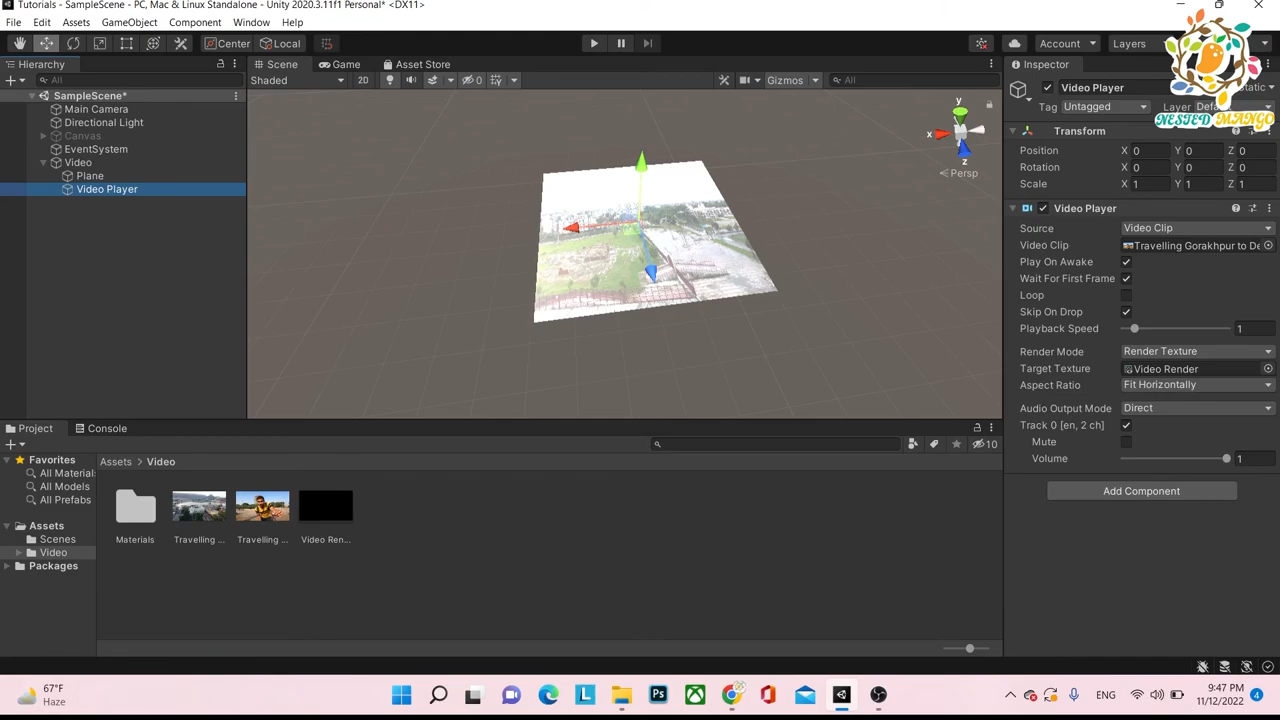 Tutorials - SampleScene - PC, Mac & Linux Standalone - Unity 2020.3.11f1 Personal* <DX11>
File Edit Assets GameObject Component Window Help
Center Local Account Layers
Hierarchy Scene Game Asset Store Inspector
All Shaded 2D 0 Gizmos All Video Player
SampleScene* Tag Untagged Layer
NESTED MANGO
Main Camera
Directional Light
Canvas
EventSystem
Video
Plane
Video Player
y
x
z
Persp
Transform
Position X 0 Y 0 Z 0
Rotation X 0 Y 0 Z 0
Scale X 1 Y 1 Z 1
Video Player
Source Video Clip
Video Clip Travelling Gorakhpur to De
Play On Awake
Wait For First Frame
Loop
Skip On Drop
Playback Speed 1
Render Mode Render Texture
Target Texture Video Render
Aspect Ratio Fit Horizontally
Audio Output Mode Direct
Track 0 [en, 2 ch]
Mute
Volume 1
Add Component
Project Console
10
Favorites
All Material
All Models
All Prefabs
Assets
Scenes
Video
Packages
Assets > Video
Materials Travelling ... Travelling ... Video Ren...
67°F
Haze
ENG
9:47 PM
11/12/2022
4